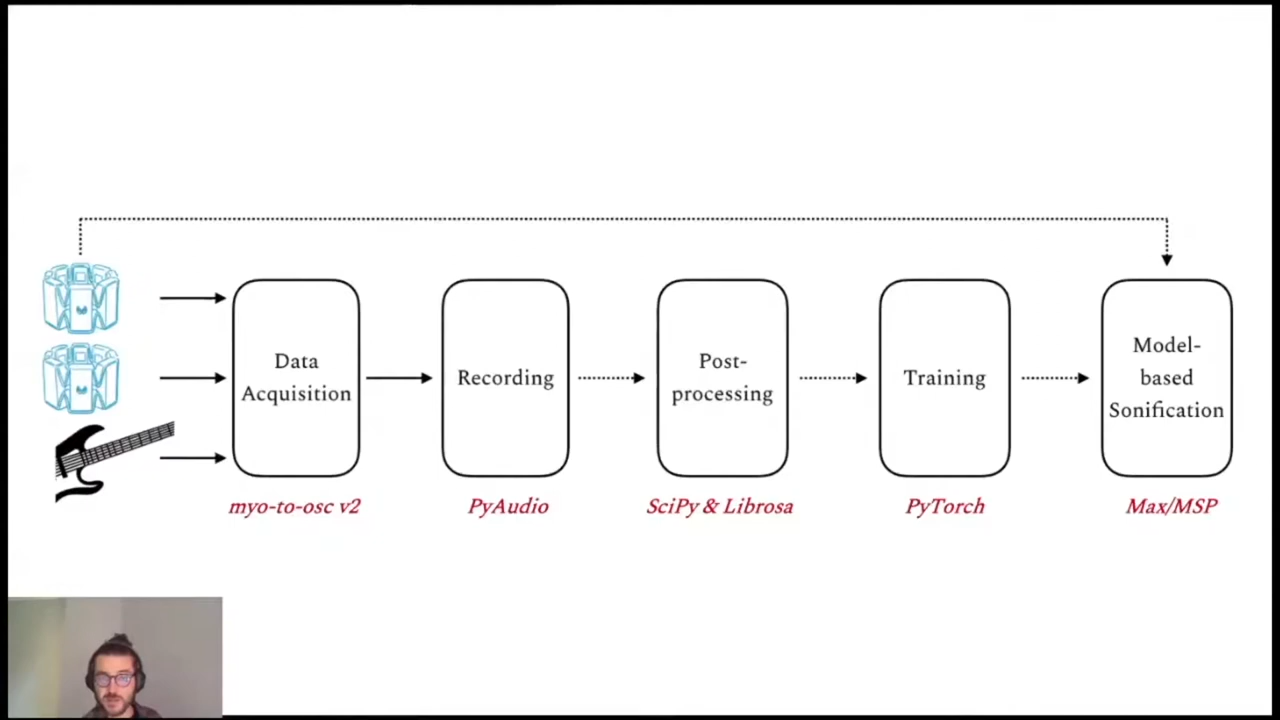 Data
Acquisition
Recording
Post-
processing
Training
Model-
based
Sonification
myo-to-osc v2
PyAudio
SciPy & Librosa
PyTorch
Max/MSP